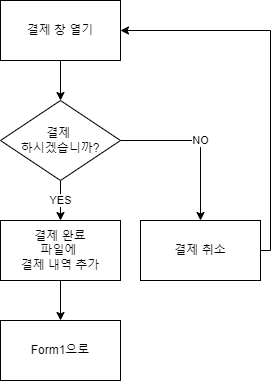 결제 창 열기
결제
하시겠습니까?
NO
YES
결제 완료
파일에
결제 내역 추가
결제 취소
Form1으로